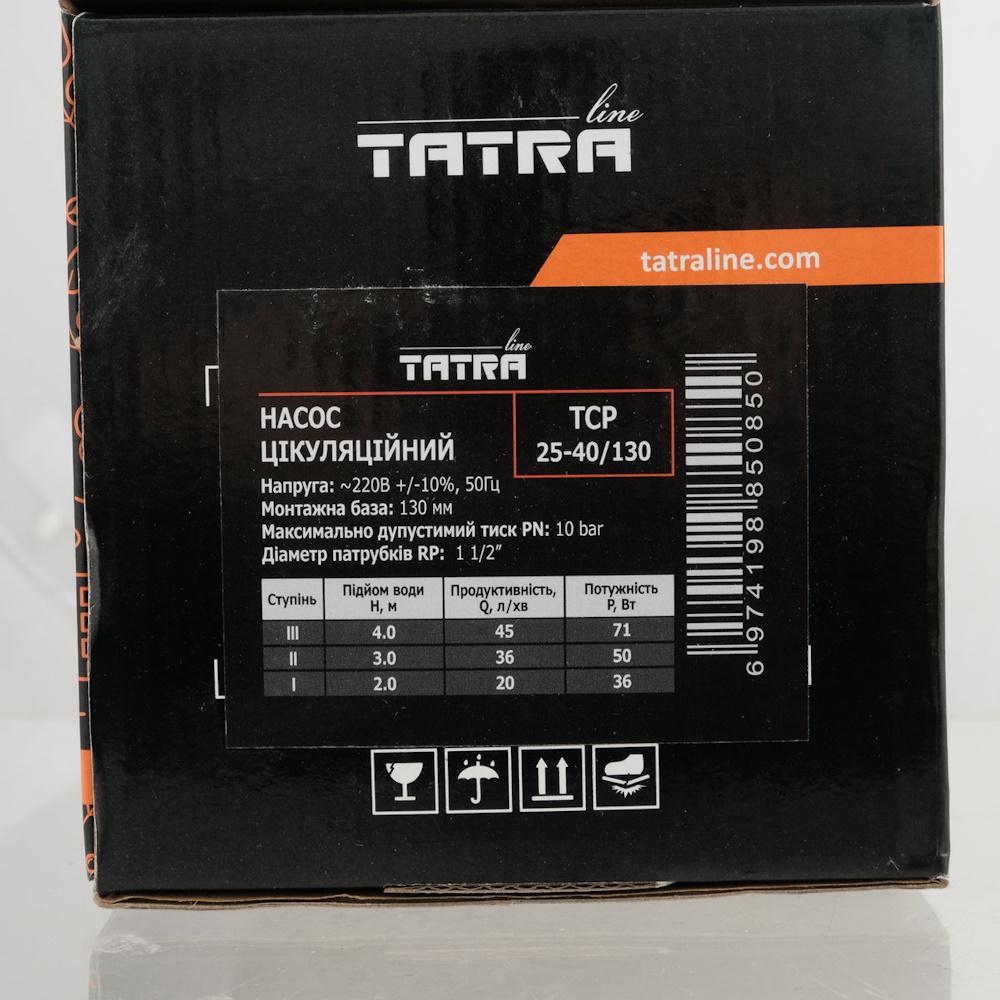 line
TATRA
tatraline.com
line
TATRA
НАСОС
ЦІКУЛЯЦІЙНИЙ
TCP
25-40/130
Напруга: ~220В +/-10%, 50Гц
Монтажна база: 130 мм
Максимально дупустимий тиск PN: 10 bar
Діаметр патрубків RP: 1 1/2”
Ступінь Підйом води Н, м Продуктивність, Q, л/хв Потужність Р, Вт
III 4.0 45 71
II 3.0 36 50
I 2.0 20 36
6 974198 850850